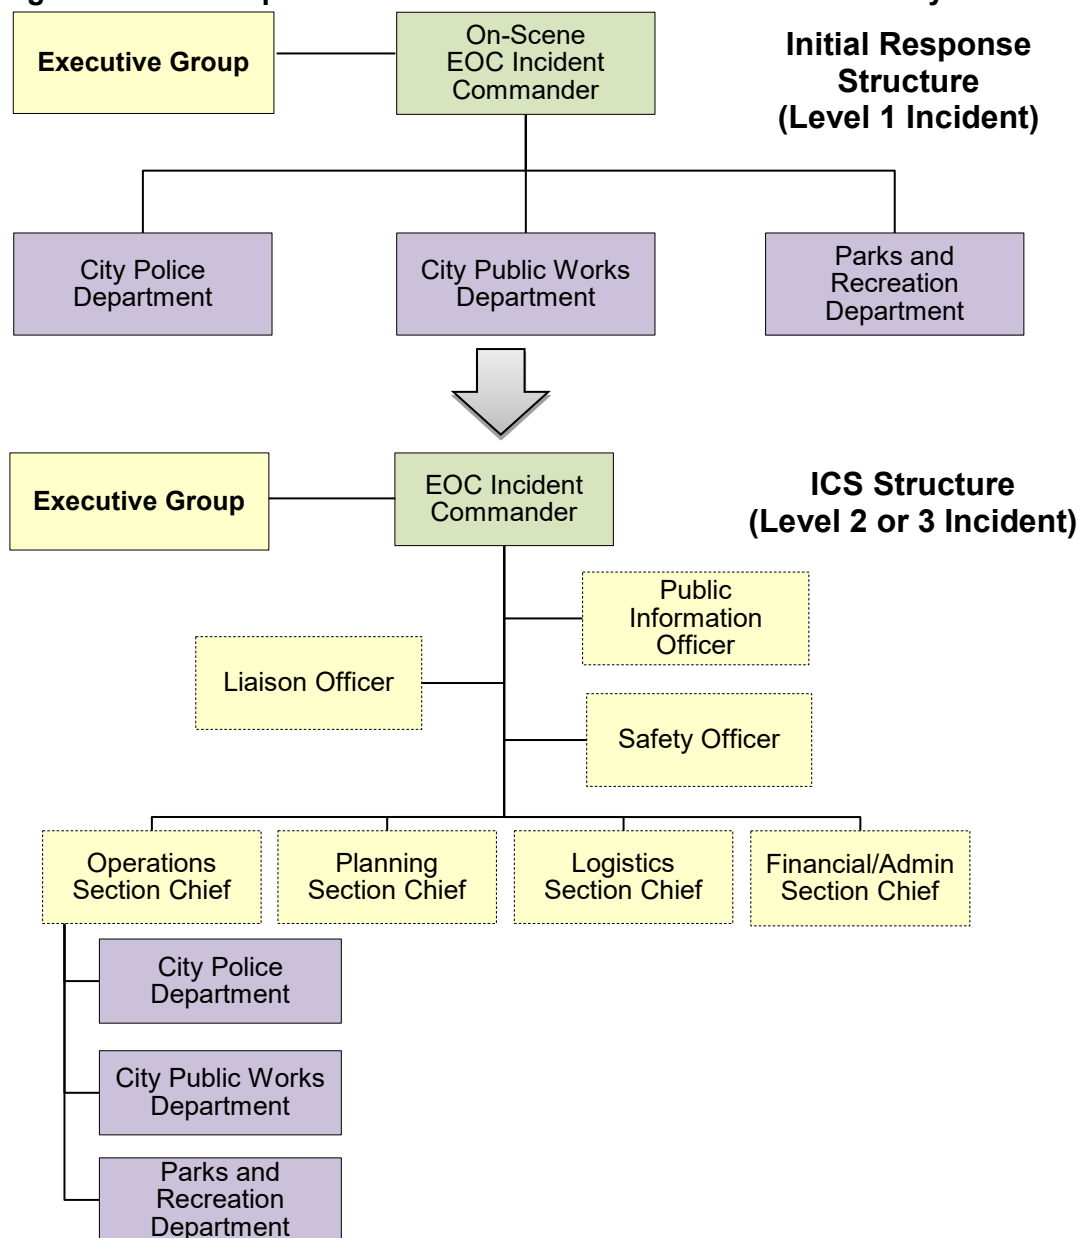 Executive Group
On-Scene
EOC Incident
Commander
Initial Response
Structure
(Level 1 Incident)
City Police
Department
City Public Works
Department
Parks and
Recreation
Department
Executive Group
EOC Incident
Commander
ICS Structure
(Level 2 or 3 Incident)
Public
Information
Officer
Liaison Officer
Safety Officer
Operations
Section Chief
Planning
Section Chief
Logistics
Section Chief
Financial/Admin
Section Chief
City Police
Department
City Public Works
Department
Parks and
Recreation
Department